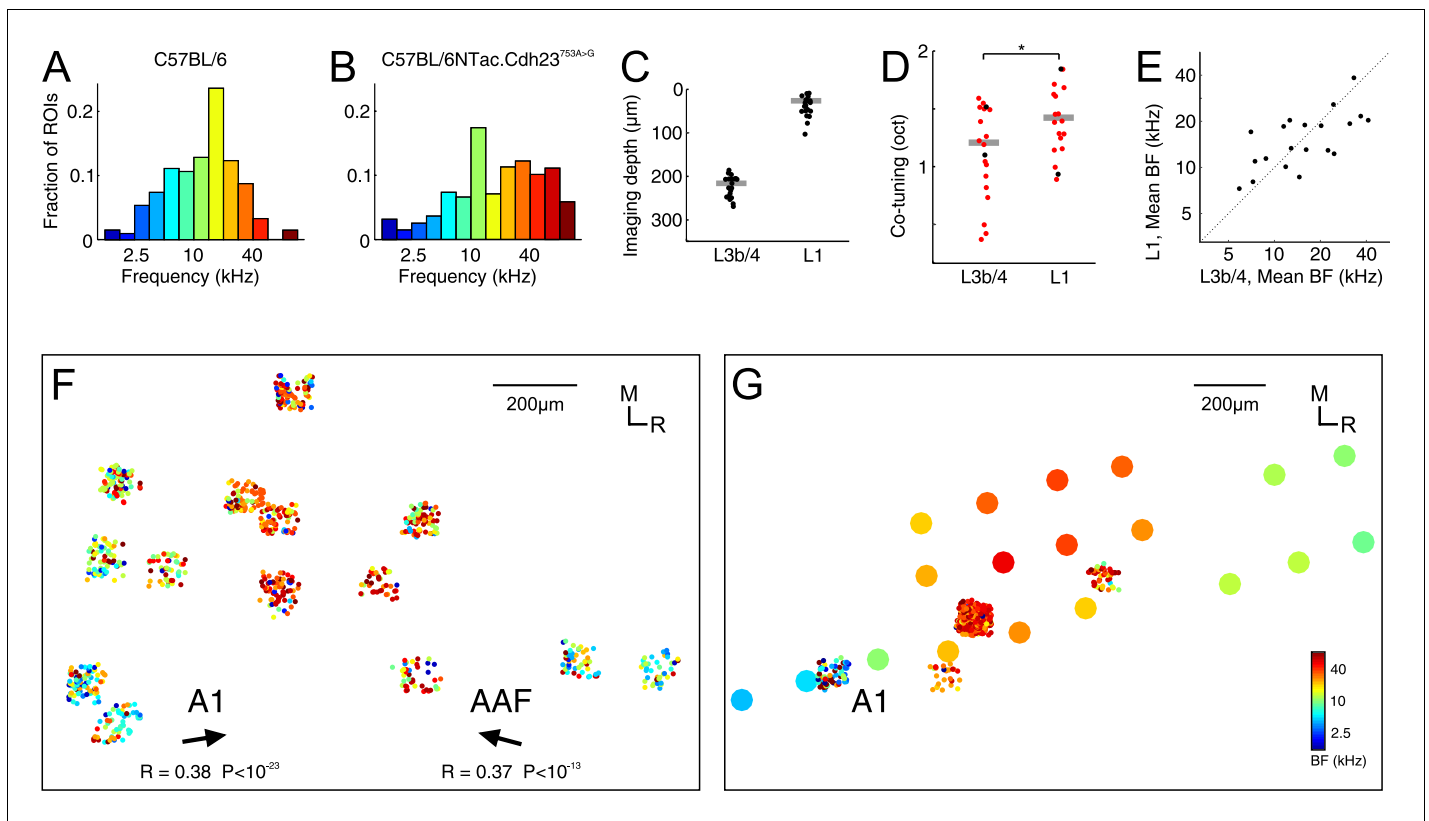 A
C57BL/6
Fraction of ROIs
0.2
0.1
0
2.5 10 40
Frequency (kHz)
B
C57BL/6NTac.Cdh23753A>G
0.2
0.1
0
2.5 10 40
Frequency (kHz)
C
Imaging depth (µm)
0
100
200
300
L3b/4 L1
D
Co-tuning (oct)
2
1
*
L3b/4 L1
E
L1, Mean BF (kHz)
40
20
10
5
5 10 20 40
L3b/4, Mean BF (kHz)
F
200µm
M
R
A1
AAF
R = 0.38 P<10-23
R = 0.37 P<10-13
G
200µm
M
R
A1
40
10
2.5
BF (kHz)